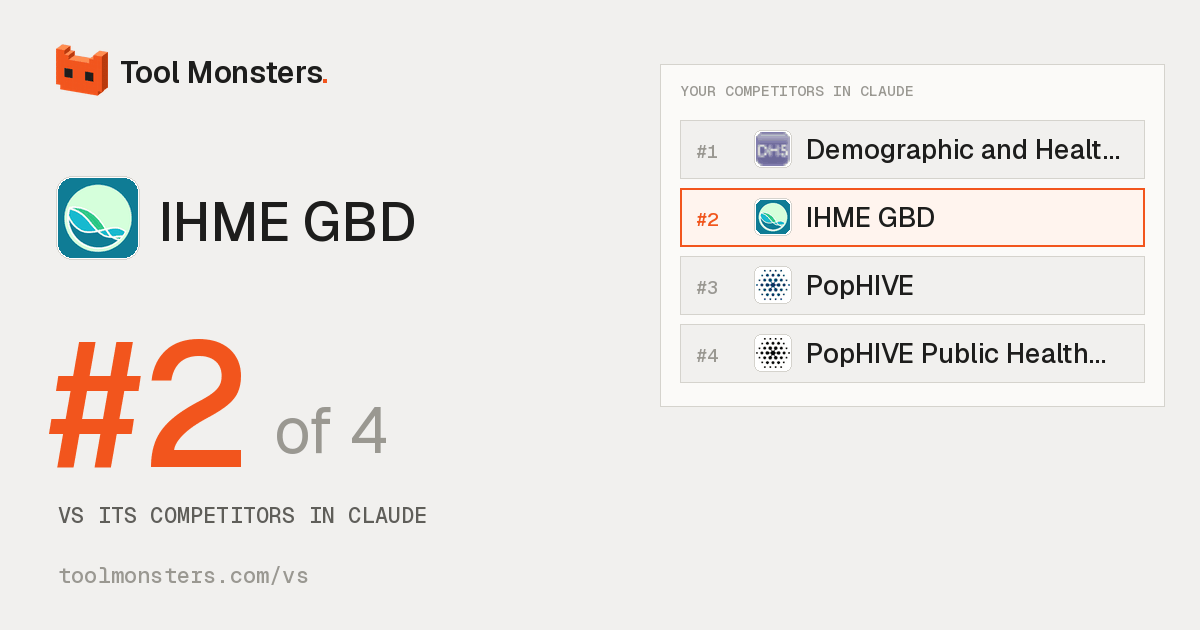 Tool Monsters.
IHME GBD
#2 of 4
VS ITS COMPETITORS IN CLAUDE
toolmonsters.com/vs
YOUR COMPETITORS IN CLAUDE
#1 DHS Demographic and Healt...
#2 IHME GBD
#3 PopHIVE
#4 PopHIVE Public Health...